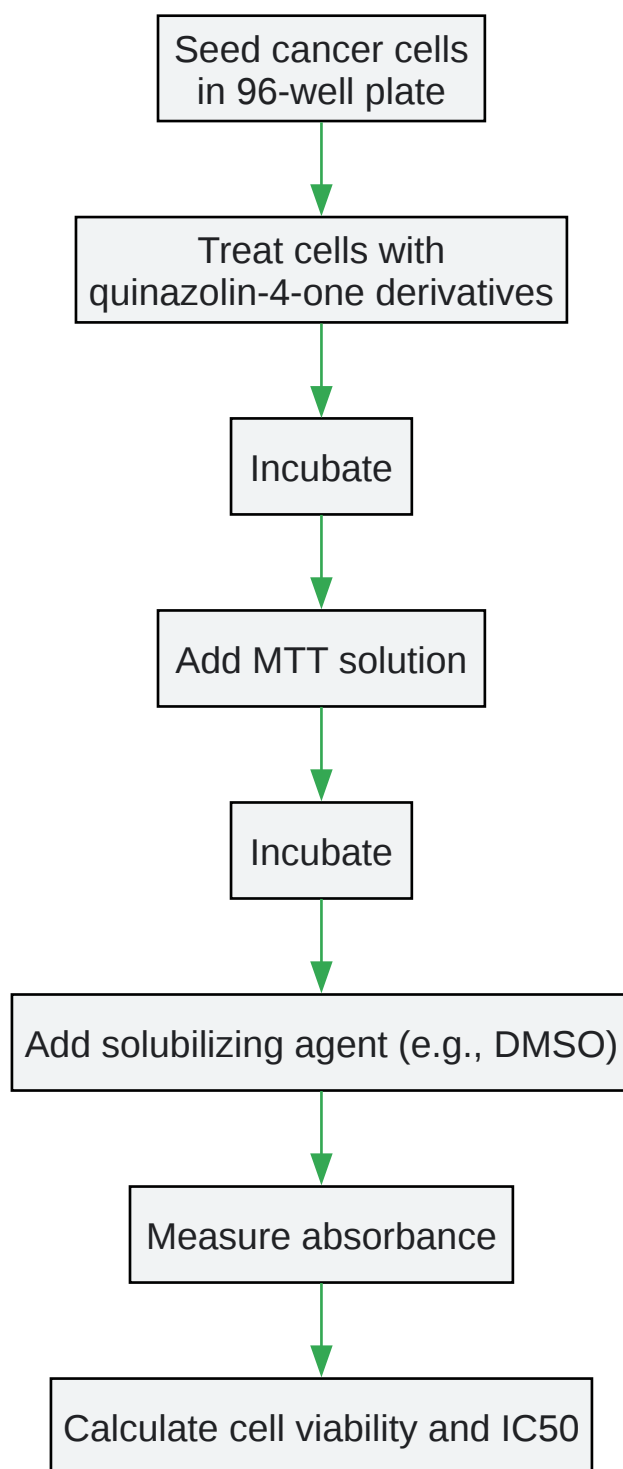 Seed cancer cells
in 96-well plate
Treat cells with
quinazolin-4-one derivatives
Incubate
Add MTT solution
Incubate
Add solubilizing agent (e.g., DMSO)
Measure absorbance
Calculate cell viability and IC50